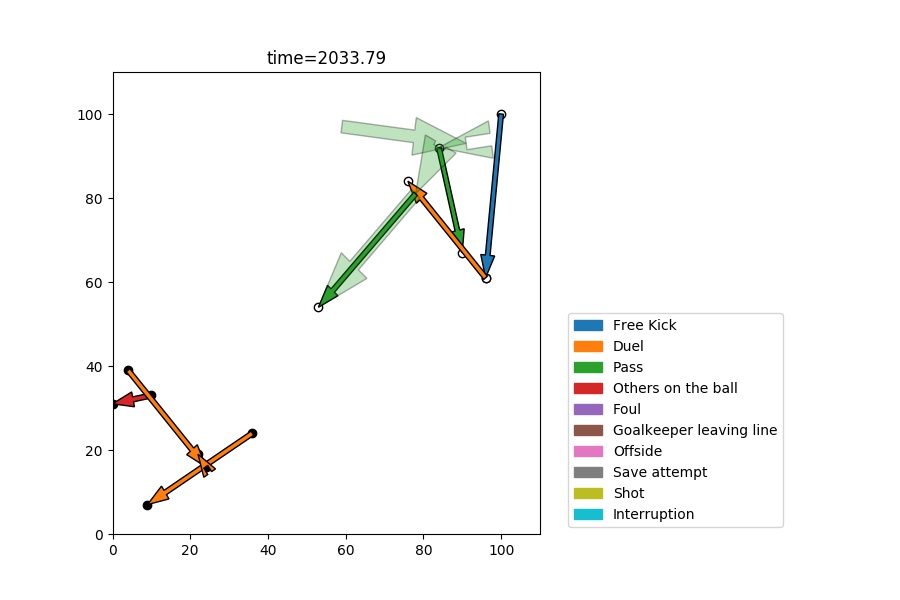 time=2033.79
100
80
60
40
20
0
0 20 40 60 80 100
Free Kick
Duel
Pass
Others on the ball
Foul
Goalkeeper leaving line
Offside
Save attempt
Shot
Interruption